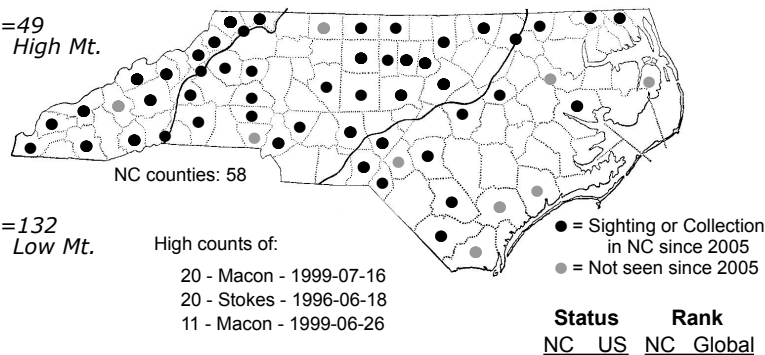 =49
High Mt.
NC counties: 58
=132
Low Mt.
High counts of:
20 - Macon - 1999-07-16
20 - Stokes - 1996-06-18
11 - Macon - 1999-06-26
= Sighting or Collection
in NC since 2005
= Not seen since 2005
Status Rank
NC US NC Global